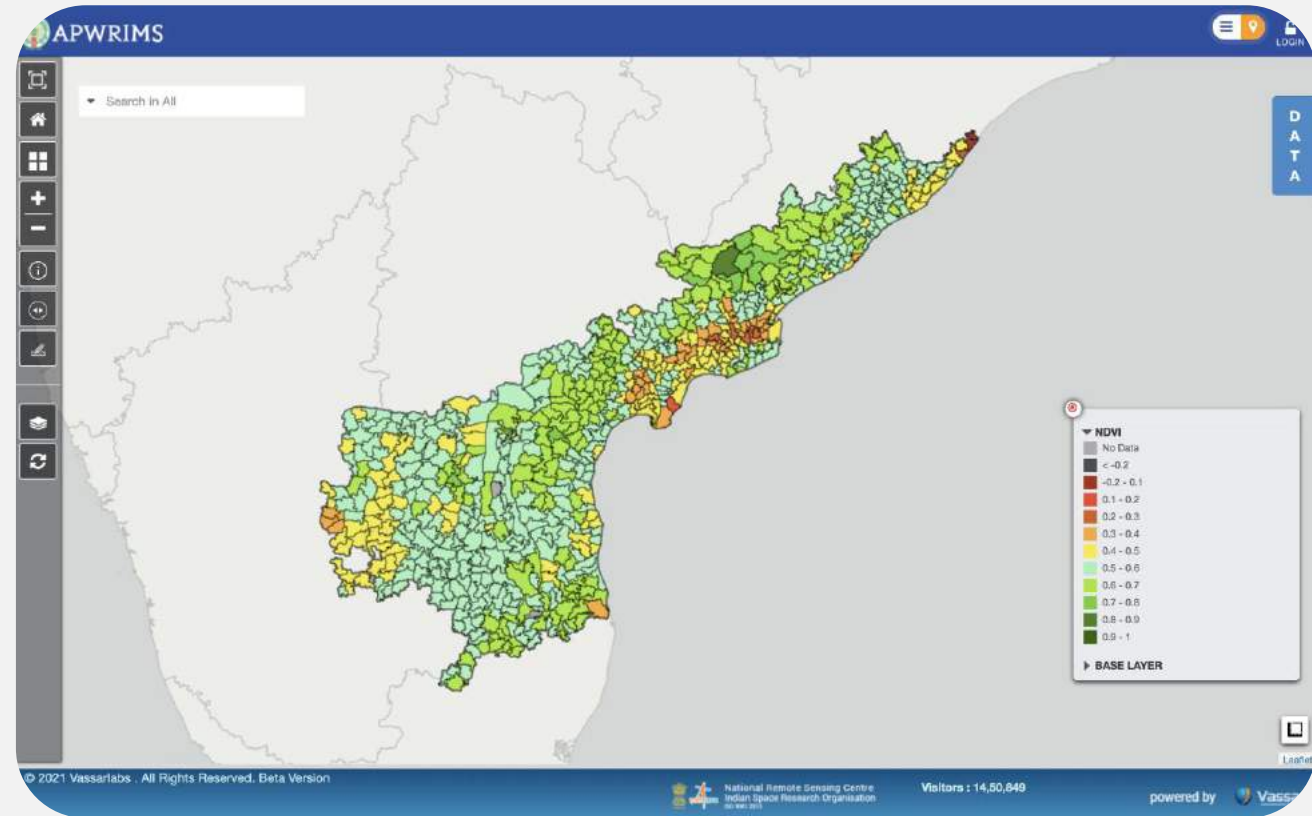 APWRIMS
LOGIN
Search in All
D
A
T
A
NDVI
No Data
< -0.2
-0.2 - 0.1
0.1 - 0.2
0.2 - 0.3
0.3 - 0.4
0.4 - 0.5
0.5 - 0.6
0.6 - 0.7
0.7 - 0.8
0.8 - 0.9
0.9 - 1
BASE LAYER
© 2021 Vassarlabs . All Rights Reserved. Beta Version
National Remote Sensing Centre
Indian Space Research Organisation
Visitors : 14,50,849
powered by